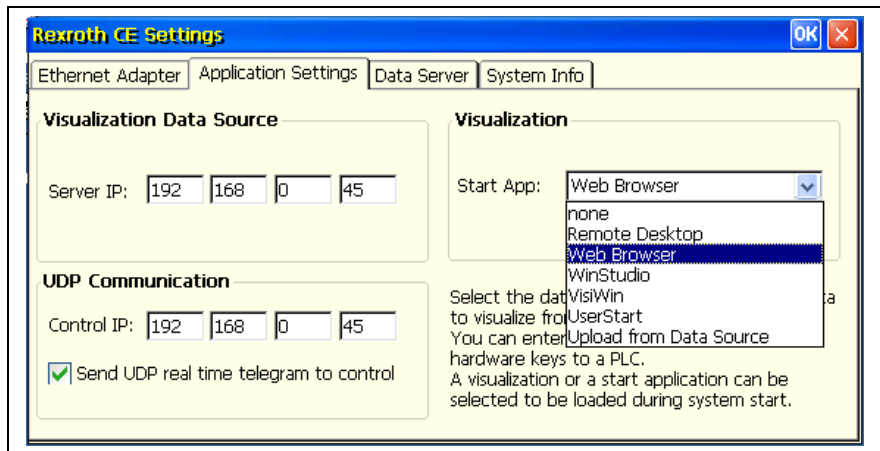 Rexroth CE Settings
OK
Ethernet Adapter
Application Settings
Data Server
System Info
Visualization Data Source
Server IP: 192 168 0 45
UDP Communication
Control IP: 192 168 0 45
Send UDP real time telegram to control
Visualization
Start App: Web Browser
none
Remote Desktop
Web Browser
WinStudio
VisiWin
UserStart
Upload from Data Source
Select the
to visualize
You can enter
hardware keys to a PLC.
A visualization or a start application can be
selected to be loaded during system start.